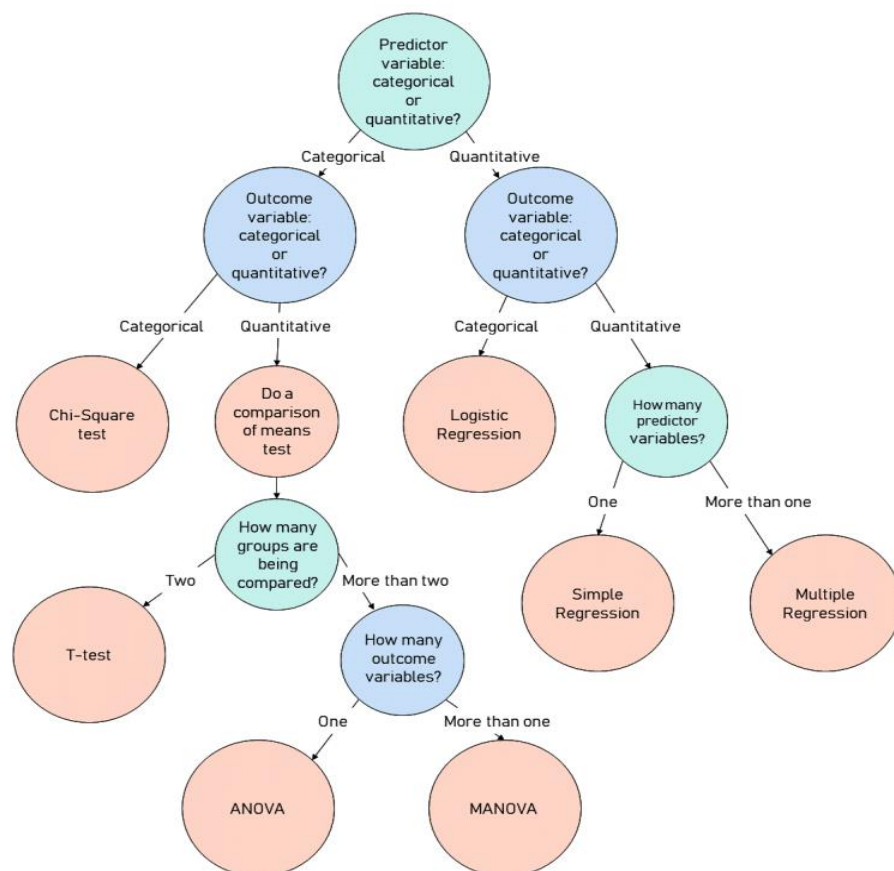 Predictor
variable:
categorical
or
quantitative?
Categorical
Quantitative
Outcome
variable:
categorical
or
quantitative?
Outcome
variable:
categorical
or
quantitative?
Categorical
Quantitative
Categorical
Quantitative
Chi-Square
test
Do a
comparison
of means
test
Logistic
Regression
How many
predictor
variables?
How many
groups are
being
compared?
One
More than one
Two
More than two
Simple
Regression
Multiple
Regression
T-test
How many
outcome
variables?
One
More than one
ANOVA
MANOVA